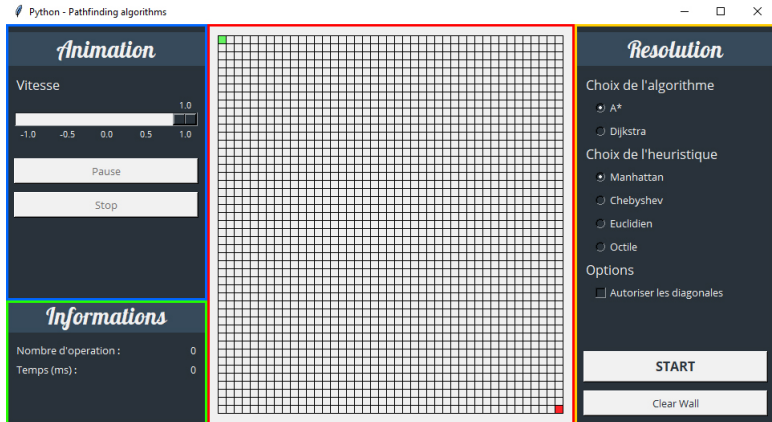 Python - Pathfinding algorithms
Animation
Vitesse
1.0
-1.0 -0.5 0.0 0.5 1.0
Pause
Stop
Informations
Nombre d'operation : 0
Temps (ms) : 0
Resolution
Choix de l'algorithme
A*
Dijkstra
Choix de l'heuristique
Manhattan
Chebyshev
Euclidien
Octile
Options
Autoriser les diagonales
START
Clear Wall